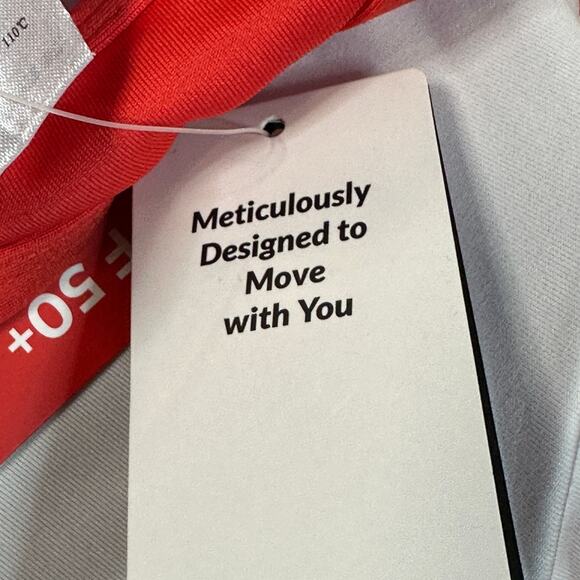 Meticulously
Designed to
Move
with You
F 50+